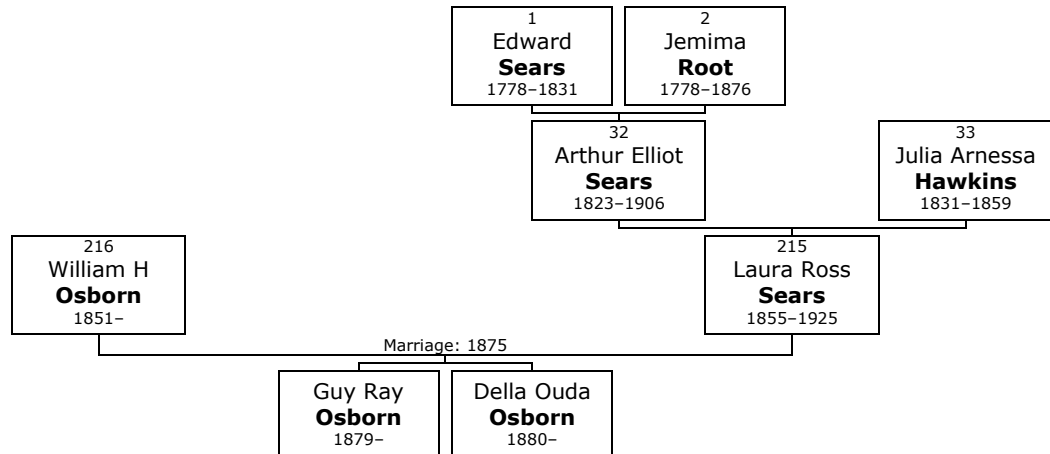 1
Edward
Sears
1778–1831
2
Jemima
Root
1778–1876
32
Arthur Elliot
Sears
1823–1906
33
Julia Arnessa
Hawkins
1831–1859
216
William H
Osborn
1851–
215
Laura Ross
Sears
1855–1925
Marriage: 1875
Guy Ray
Osborn
1879–
Della Ouda
Osborn
1880–